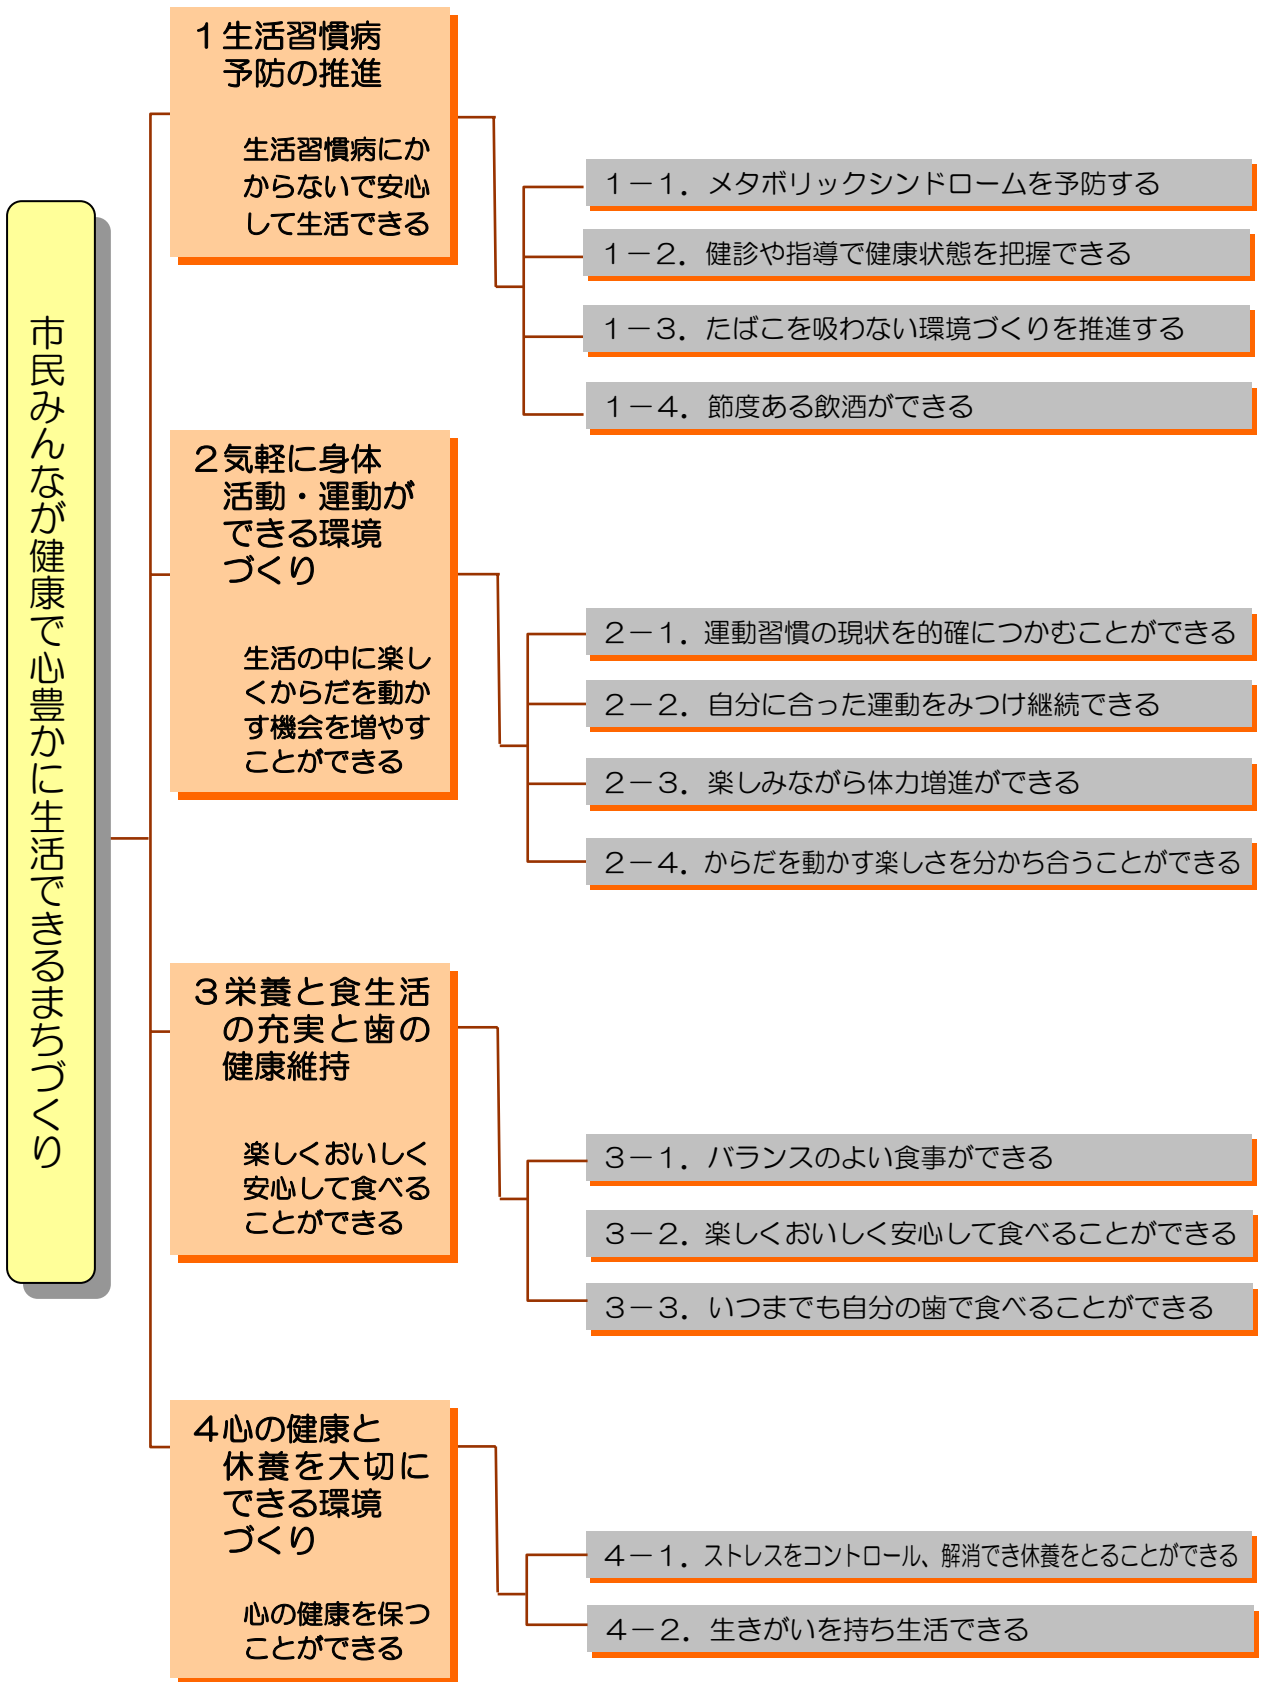 市民みんなが健康で心豊かに生活できるまちづくり
1生活習慣病
予防の推進
生活習慣病にか
からないで安心
して生活できる
1－1．メタボリックシンドロームを予防する
1－2．健診や指導で健康状態を把握できる
1－3．たばこを吸わない環境づくりを推進する
1－4．節度ある飲酒ができる
2気軽に身体
活動・運動が
できる環境
づくり
生活の中に楽し
くからだを動か
す機会を増やす
ことができる
2－1．運動習慣の現状を的確につかむことができる
2－2．自分に合った運動をみつけ継続できる
2－3．楽しみながら体力増進ができる
2－4．からだを動かす楽しさを分かち合うことができる
3栄養と食生活
の充実と歯の
健康維持
楽しくおいしく
安心して食べる
ことができる
3－1．バランスのよい食事ができる
3－2．楽しくおいしく安心して食べることができる
3－3．いつまでも自分の歯で食べることができる
4心の健康と
休養を大切に
できる環境
づくり
心の健康を保つ
ことができる
4－1．ストレスをコントロール、解消でき休養をとることができる
4－2．生きがいを持ち生活できる